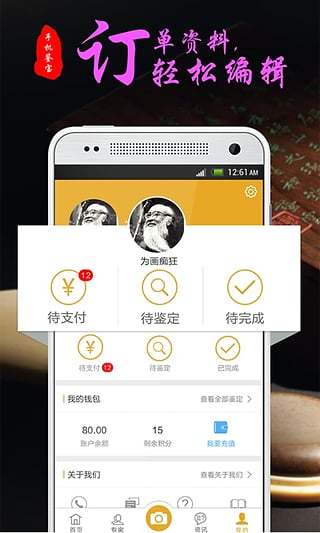 手机鉴宝
订单资料,
轻松编辑
12:61AM
为画痴狂
12
待支付
待鉴定
待完成
待支付 12
待鉴定
已完成
我的钱包
查看全部鉴定
80.00
15
账户余额
剩余积分
我要充值
关于我们
查看关于我们
首页
专家
资讯
我的